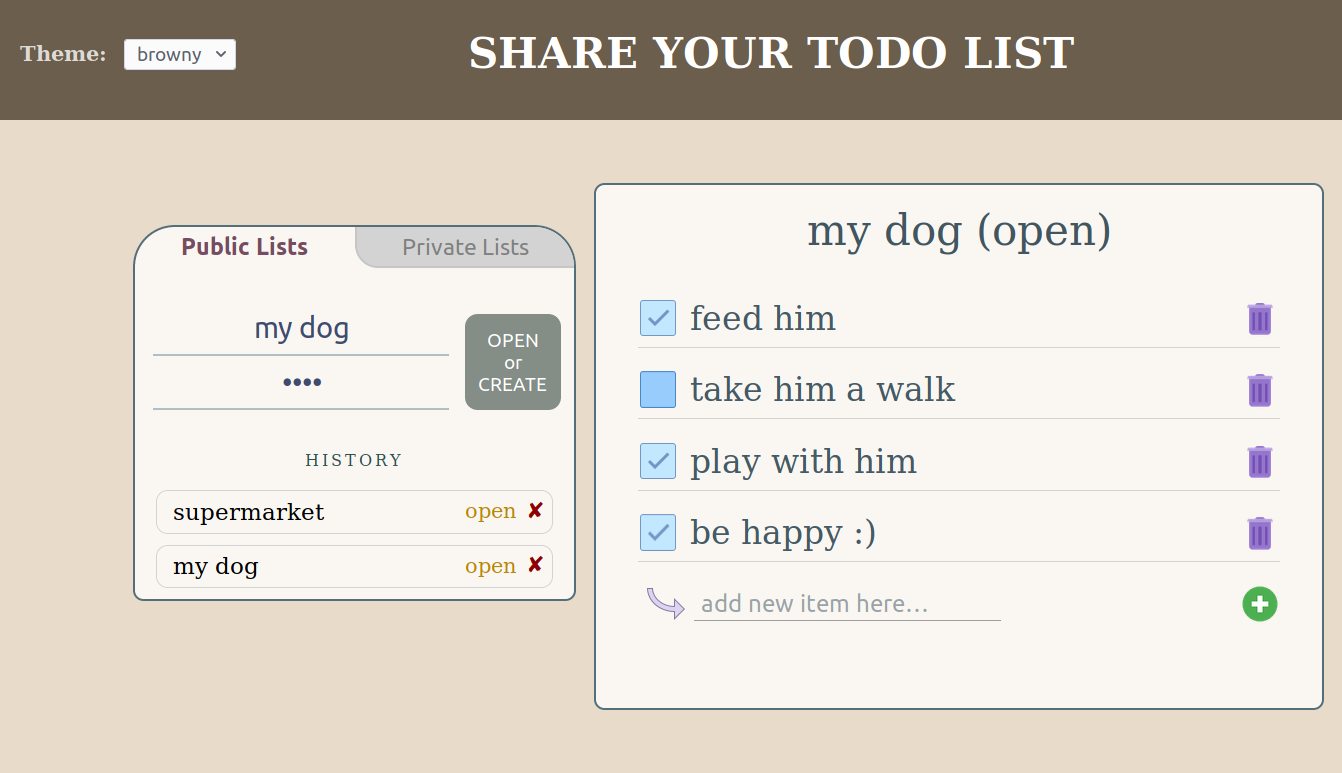 Theme: browny
SHARE YOUR TODO LIST
Public Lists
Private Lists
my dog
••••
OPEN
or
CREATE
HISTORY
supermarket open ✘
my dog open ✘
my dog (open)
feed him
take him a walk
play with him
be happy :)
add new item here...